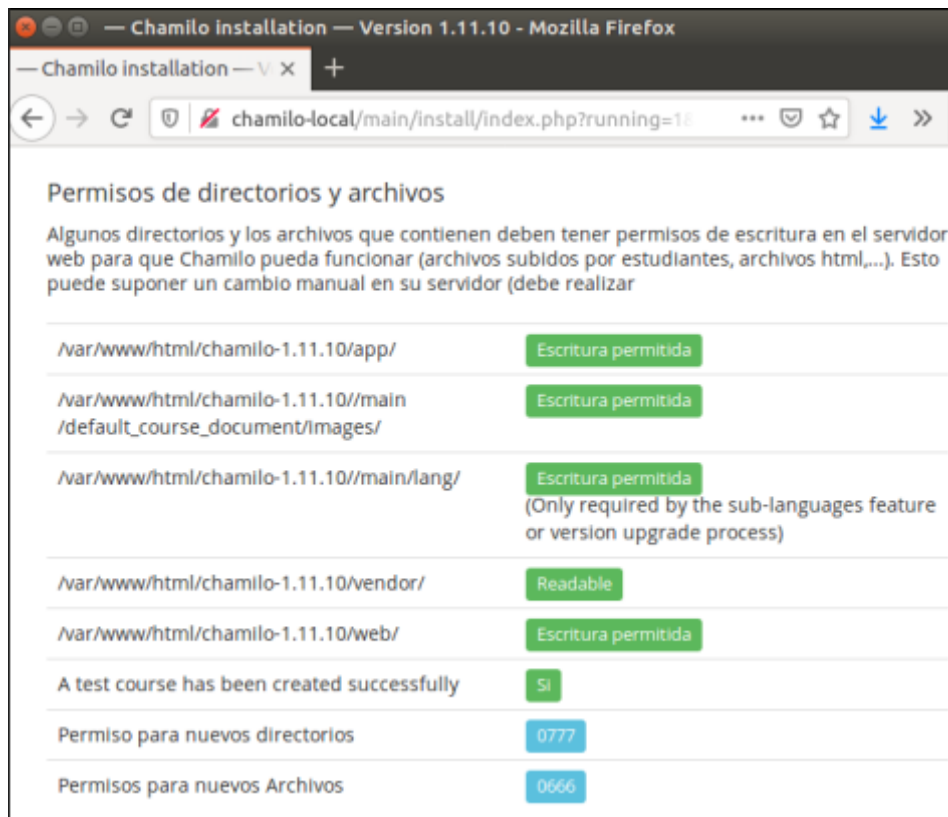 — Chamilo installation — Version 1.11.10 - Mozilla Firefox
— Chamilo installation — V
chamilo-local/main/install/index.php?running=18
Permisos de directorios y archivos
Algunos directorios y los archivos que contienen deben tener permisos de escritura en el servidor
web para que Chamilo pueda funcionar (archivos subidos por estudiantes, archivos html,...). Esto
puede suponer un cambio manual en su servidor (debe realizar
/var/www/html/chamilo-1.11.10/app/ Escritura permitida
/var/www/html/chamilo-1.11.10//main Escritura permitida
/default_course_document/images/
/var/www/html/chamilo-1.11.10//main/lang/ Escritura permitida
(Only required by the sub-languages feature
or version upgrade process)
/var/www/html/chamilo-1.11.10/vendor/ Readable
/var/www/html/chamilo-1.11.10/web/ Escritura permitida
A test course has been created successfully Si
Permiso para nuevos directorios 0777
Permisos para nuevos Archivos 0666